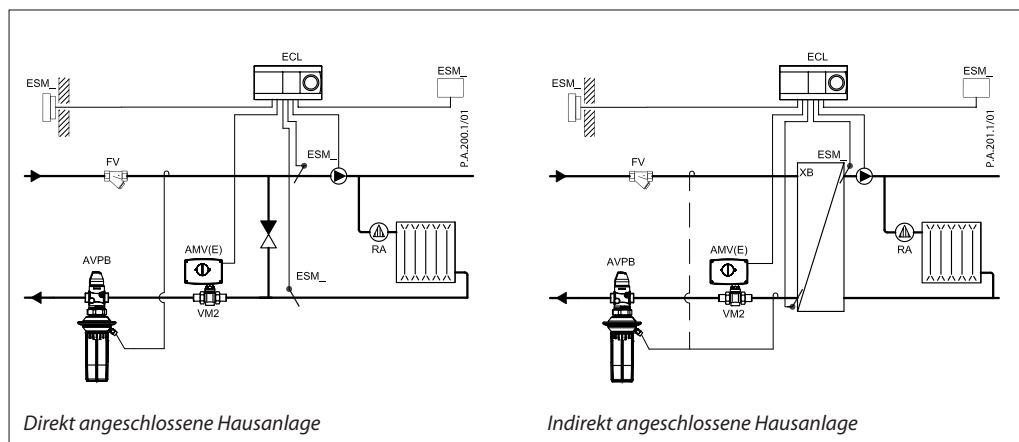 ECL
ESM_
ESM_
P.A.200.1/01
FV
ESM_
AMV(E)
RA
AVPB
ESM_
VM2
Direkt angeschlossene Hausanlage
ECL
ESM_
ESM_
P.A.201.1/01
FV
ESM_
XB
AMV(E)
RA
AVPB
VM2
Indirekt angeschlossene Hausanlage